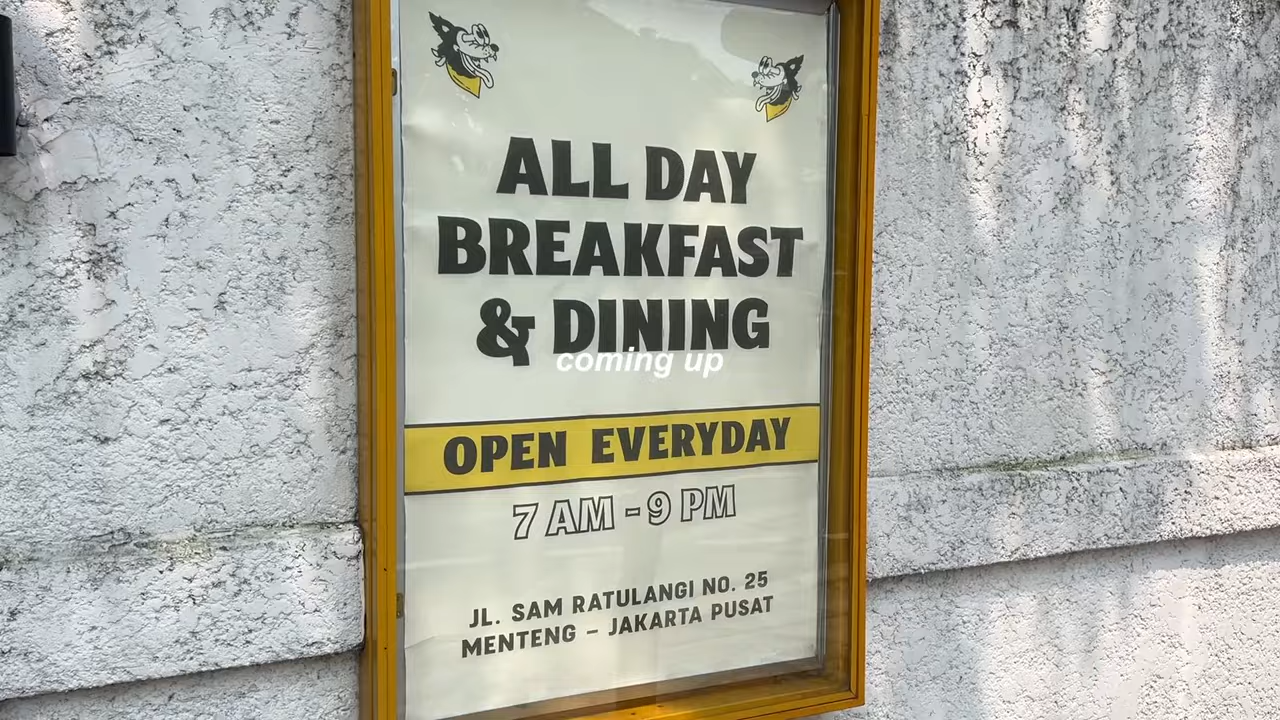 ALL DAY
BREAKFAST
& DINING
coming up
OPEN EVERYDAY
7 AM - 9 PM
JL. SAM RATULANGI NO. 25
MENTENG – JAKARTA PUSAT